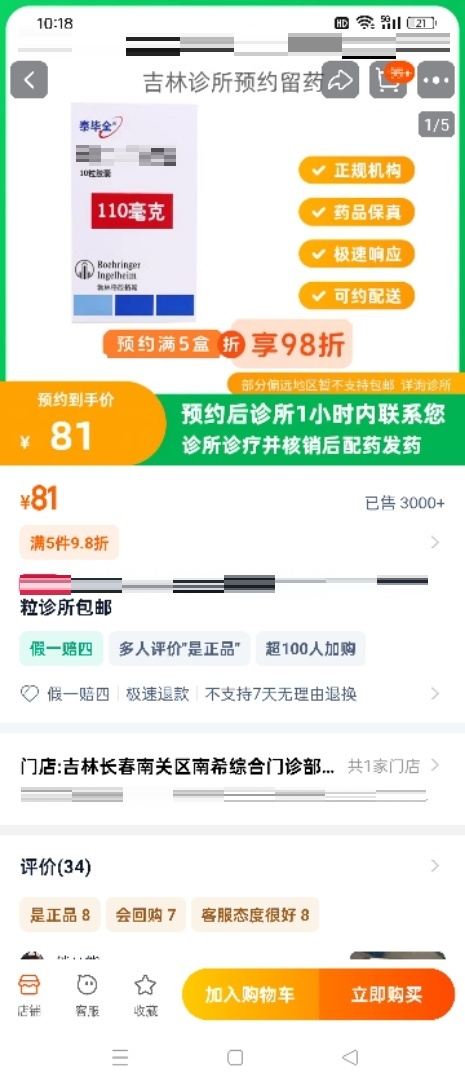 10:18
HD
5G
21
吉林诊所预约留药
99+
1/5
泰毕全®
10粒胶囊
110毫克
Boehringer
Ingelheim
正规机构
药品保真
极速响应
可约配送
预约满5盒 折 享98折
部分偏远地区暂不支持包邮 详询诊所
预约到手价
¥ 81
预约后诊所1小时内联系您
诊所诊疗并核销后配药发药
¥81
已售 3000+
满5件9.8折
粒诊所包邮
假一赔四 多人评价"是正品" 超100人加购
假一赔四 极速退款 不支持7天无理由退换
门店:吉林长春南关区南希综合门诊部... 共1家门店
评价(34)
是正品 8 会回购 7 客服态度很好 8
店铺 客服 收藏 加入购物车 立即购买